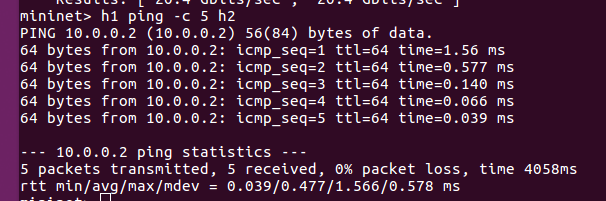 Results: ['20.4 Gbits/sec', '20.4 Gbits/sec']
mininet> h1 ping -c 5 h2
PING 10.0.0.2 (10.0.0.2) 56(84) bytes of data.
64 bytes from 10.0.0.2: icmp_seq=1 ttl=64 time=1.56 ms
64 bytes from 10.0.0.2: icmp_seq=2 ttl=64 time=0.577 ms
64 bytes from 10.0.0.2: icmp_seq=3 ttl=64 time=0.140 ms
64 bytes from 10.0.0.2: icmp_seq=4 ttl=64 time=0.066 ms
64 bytes from 10.0.0.2: icmp_seq=5 ttl=64 time=0.039 ms
--- 10.0.0.2 ping statistics ---
5 packets transmitted, 5 received, 0% packet loss, time 4058ms
rtt min/avg/max/mdev = 0.039/0.477/1.566/0.578 ms
mininet>